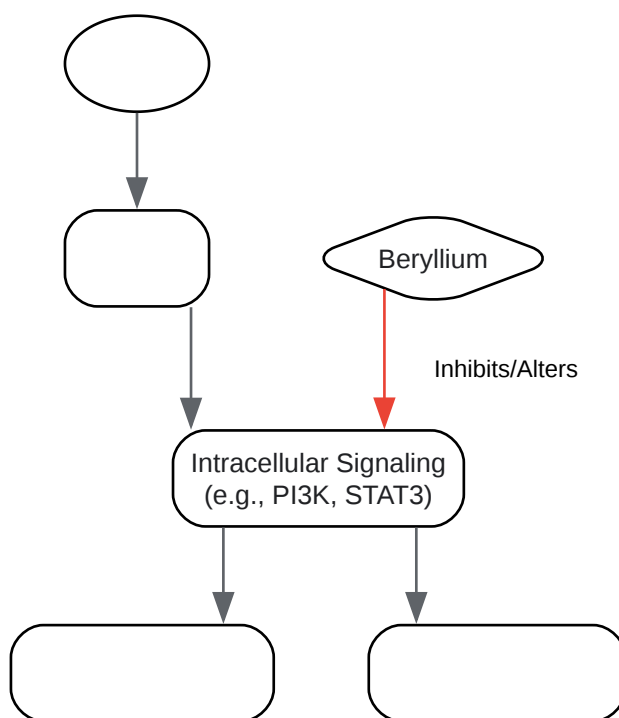 Beryllium
Inhibits/Alters
Intracellular Signaling
(e.g., PI3K, STAT3)